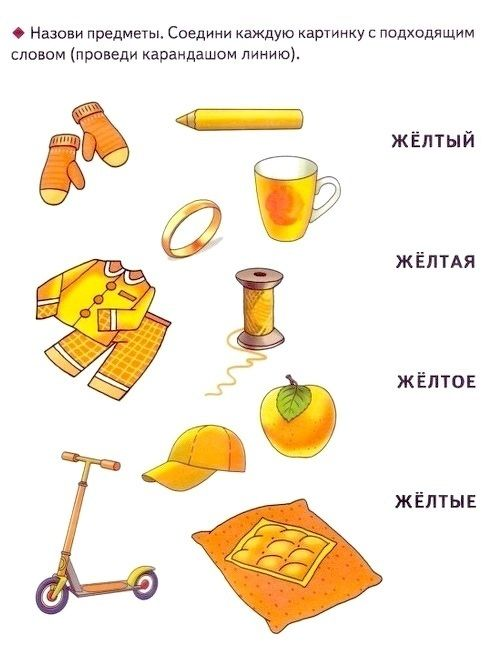 ◆ Назови предметы. Соедини каждую картинку с подходящим
словом (проведи карандашом линию).
ЖЁЛТЫЙ
ЖЁЛТАЯ
ЖЁЛТОЕ
ЖЁЛТЫЕ